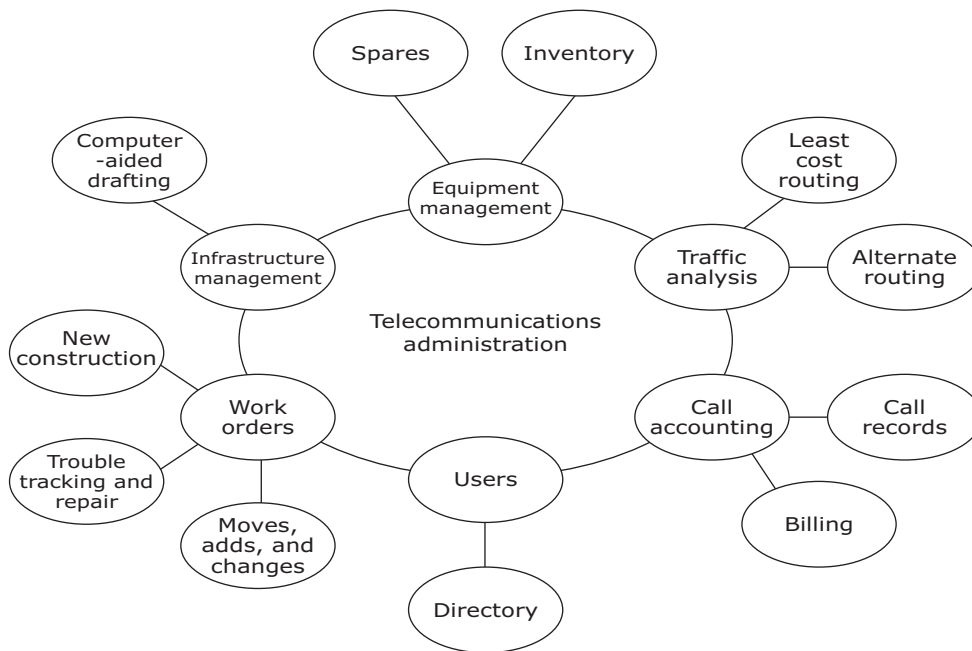 Spares
Inventory
Computer
-aided
drafting
Least
cost
routing
Equipment
management
Infrastructure
management
Traffic
analysis
Alternate
routing
Telecommunications
administration
New
construction
Work
orders
Call
accounting
Call
records
Trouble
tracking and
repair
Users
Moves,
adds, and
changes
Billing
Directory